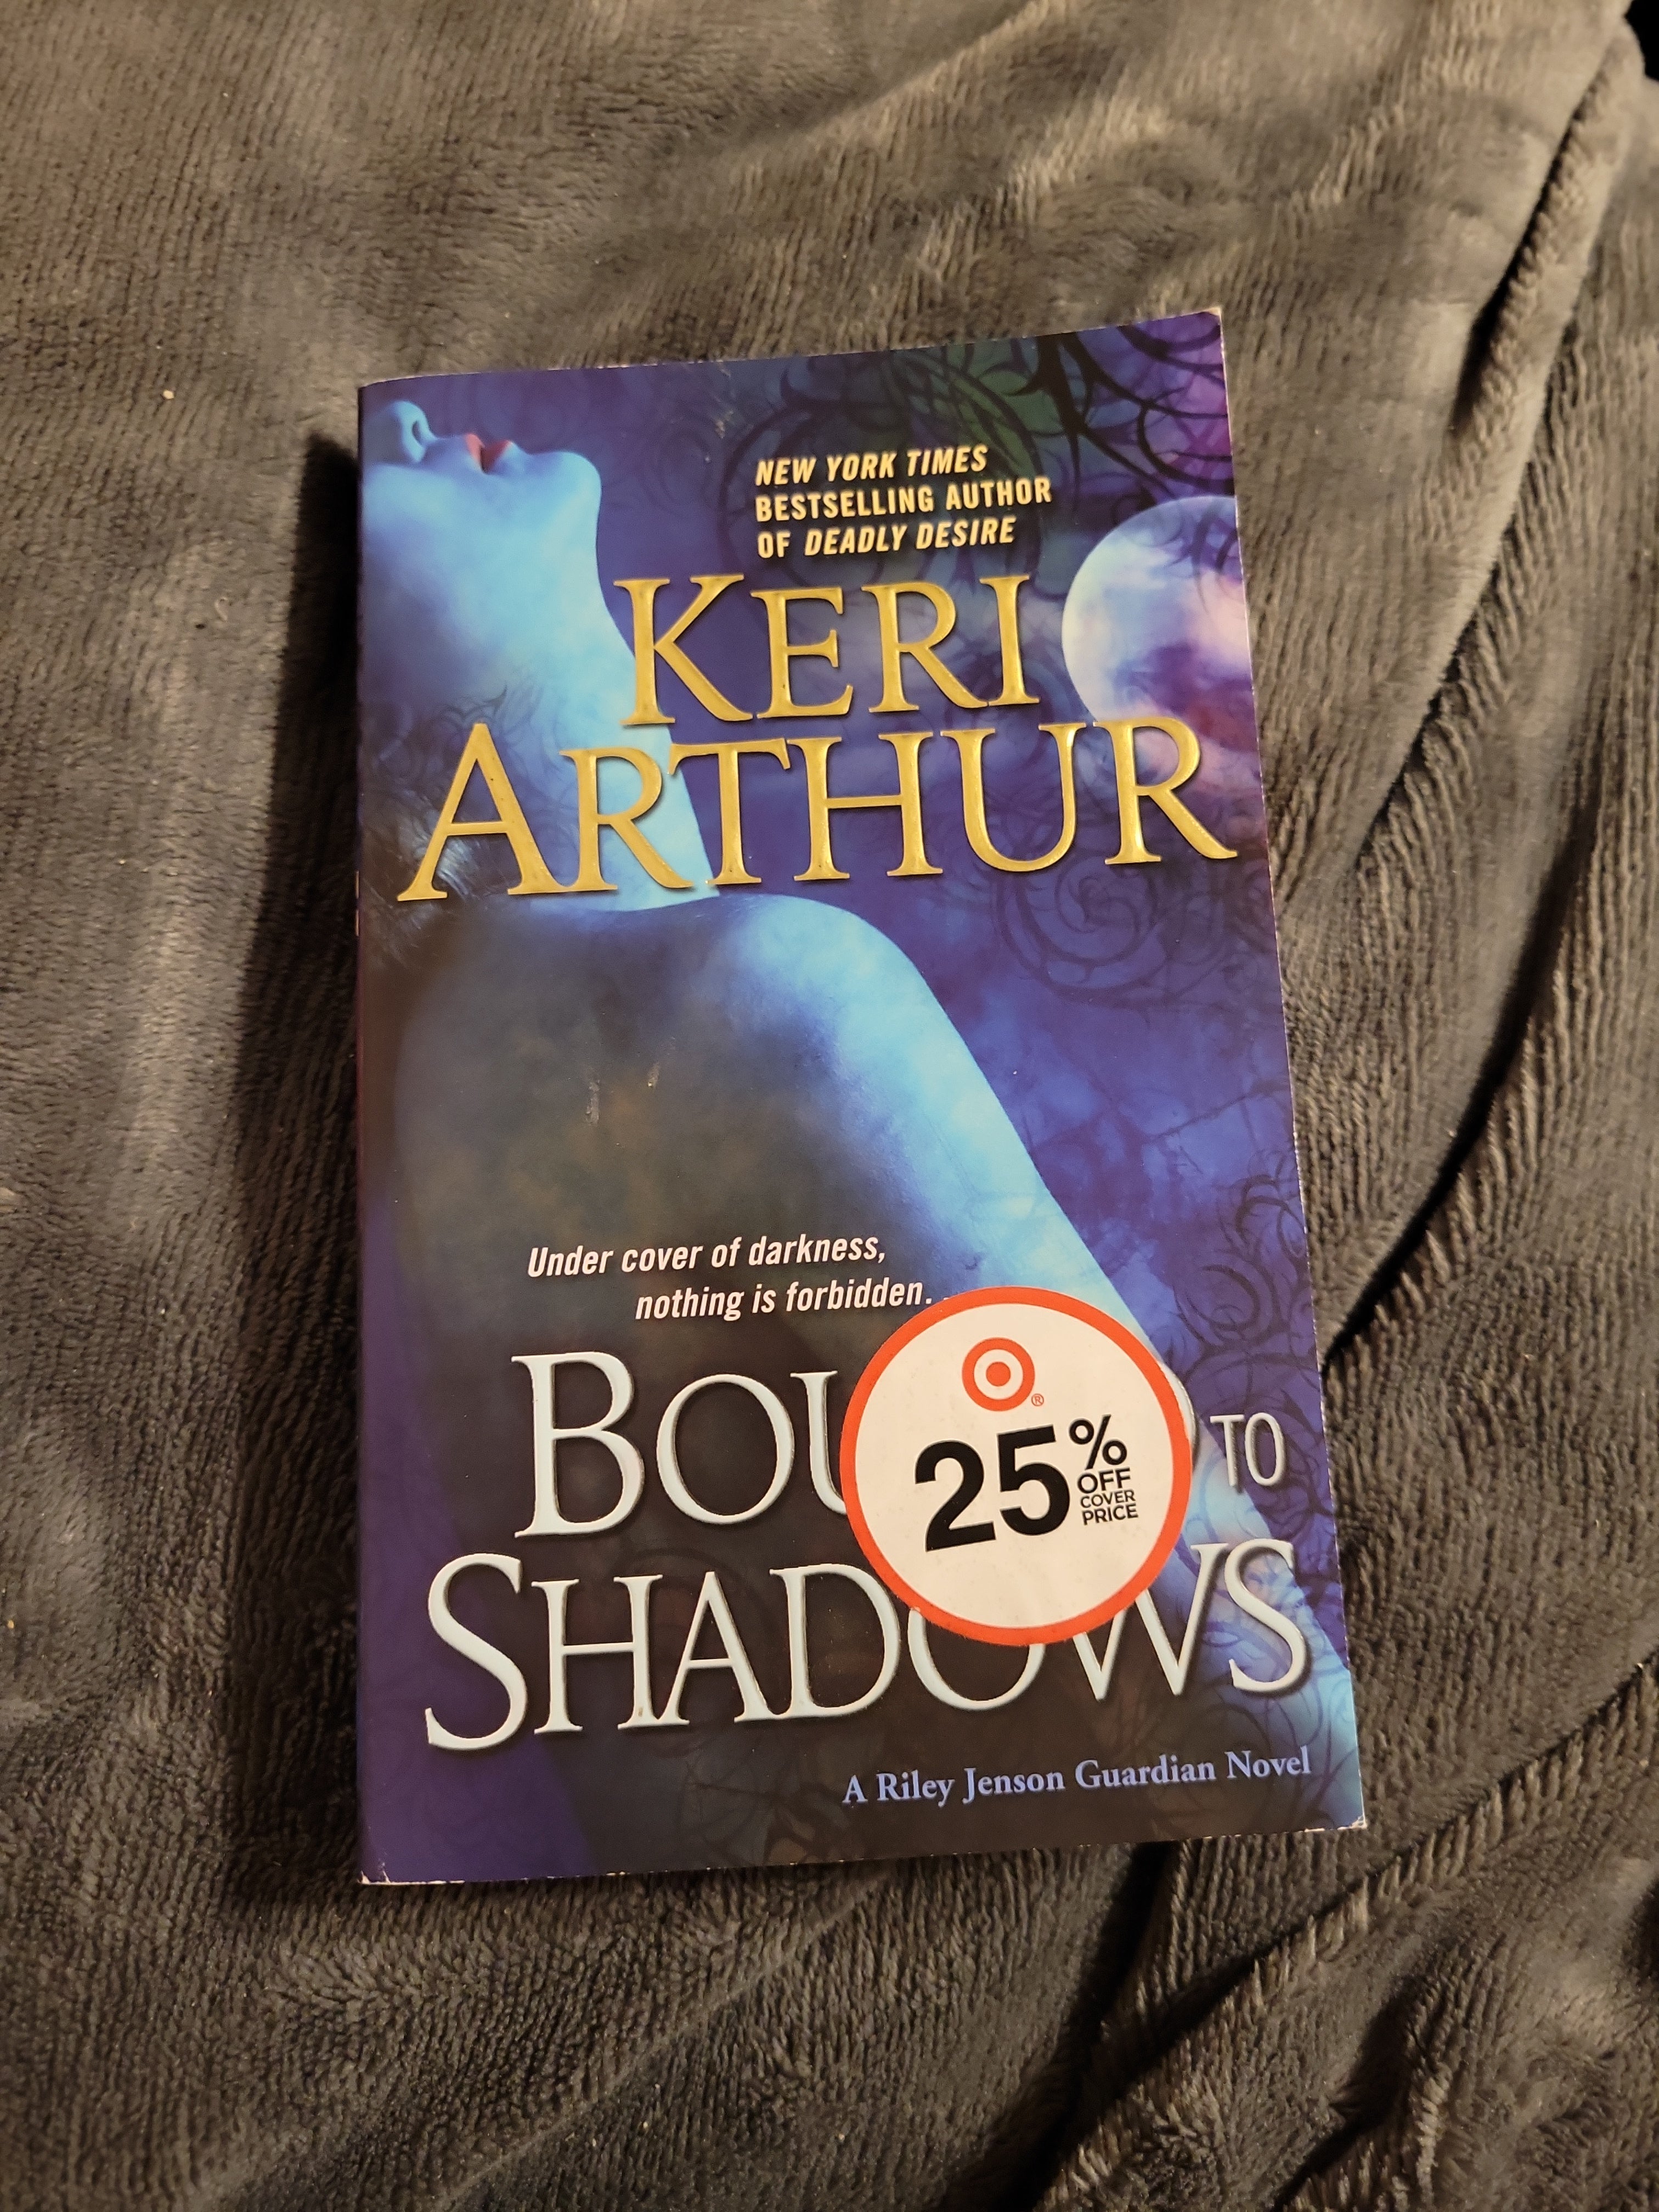 NEW YORK TIMES
BESTSELLING AUTHOR
OF DEADLY DESIRE
KERI
ARTHUR
Under cover of darkness,
nothing is forbidden. .
BOU TO
SHADOWS
®
25%
OFF
COVER
PRICE
A Riley Jenson Guardian Novel